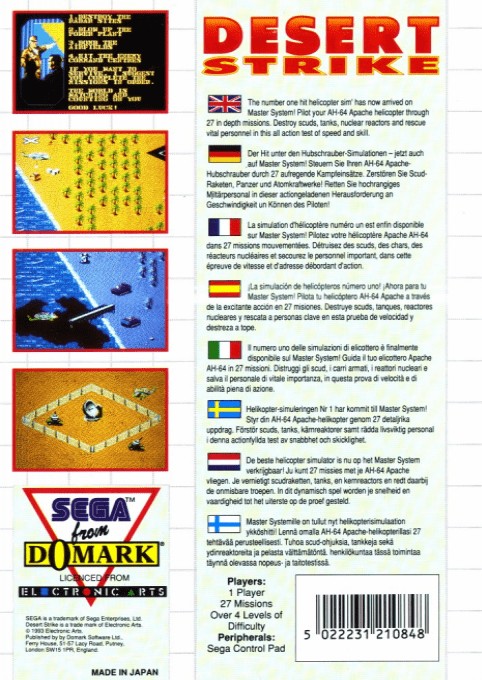 1. DESTROY THE
RADAR SITES
2. BLOW UP THE
POWER PLANT
GOOD LUCK!
DESERT
STRIKE
The number one hit helicopter sim' has now arrived on
Master System! Pilot your AH-64 Apache helicopter through
27 in depth missions. Destroy scuds, tanks, nuclear reactors and rescue
vital personnel in this all action test of speed and skill.
Der Hit unter den Hubschrauber-Simulationen – jetzt auch
auf Master System! Steuern Sie Ihren AH-64 Apache-
Hubschrauber durch 27 aufregende Kampfeinsätze. Zerstören Sie Scud-
Raketen, Panzer und Atomkraftwerke! Retten Sie hochrangiges
Militärpersonal in dieser actiongeladenen Herausforderung an
Geschwindigkeit un Können des Piloten!
La simulation d'hélicoptère numéro un est enfin disponible
sur Master System! Pilotez votre hélicoptère Apache AH-64
dans 27 missions mouvementées. Détruisez des scuds, des chars, des
réacteurs nucléaires et secourez le personnel important, dans cette
épreuve de vitesse et d'adresse débordant d'action.
¡La simulación de helicópteros número uno! ¡Ahora para tu
Master System! Pilota tu helicóptero AH-64 Apache a través
de la excitante acción en 27 misiones. Destruye scuds, tanques, reactores
nucleares y rescata a personas clave en esta prueba de velocidad y
destreza a tope.
Il numero uno delle simulazioni di elicottero é finalmente
disponibile su Master System! Guida il tuo elicottero Apache
AH-64 in 27 missioni. Distruggi gli scud, i carri armati, i reattori nucleari e
salva il personale di vitale importanza, in questa prova di velocità e di
abilità piena di azione.
Helikopter-simuleringen Nr 1 har kommit till Master System!
Styr din AH-64 Apache-helikopter genom 27 detaljrika
uppdrag. Förstör scuds, tanks, kärnreaktorer samt rädda livsviktig personal
i denna actionfyllda test av snabbhet och skicklighet.
De beste helikopter simulator is nu op het Master System
verkrijgbaar! Ju kunt 27 missies met je AH-64 Apache
vliegen. Je vernietigt scudraketten, tanks, en kernreactors en redt daarbij
de onmisbare troepen. In dit dynamisch spel worden je snelheid en
vaardigheid tot het uiterste op de proef gesteld.
Master Systemille on tullut nyt helikopterisimulaation
ykköshitti! Lennä omalla AH-64 Apache-helikopterillasi 27
tehtävää perusteellisesti. Tuhoa scud-ohjuksia, tankkeja sekä
ydinreaktoreita ja pelasta välttämätöntä. henkilökuntaa tässä toimintaa
täynnä olevassa nopeus- ja taitotestissä.
SEGA™
from
DOMARK
LICENCED FROM
ELECTRONIC ARTS
SEGA is a trademark of Sega Enterprises, Ltd.
Desert Strike is a trade mark of Electronic Arts.
© 1993 Electronic Arts.
Published by by Domark Software Ltd.,
Ferry House, 51-57 Lacy Road, Putney,
London SW15 1PR, England.
MADE IN JAPAN
Players:
1 Player
27 Missions
Over 4 Levels of
Difficulty
Peripherals:
Sega Control Pad
5 022231 210848